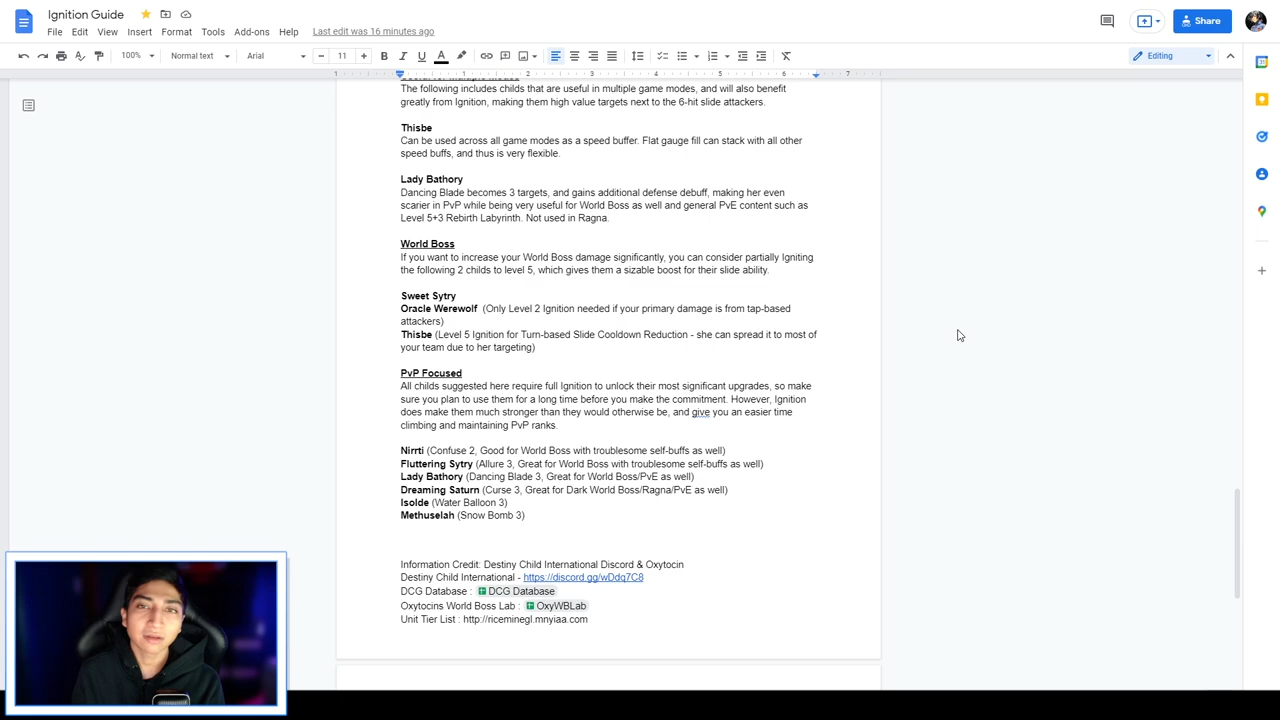 Ignition Guide
File Edit View Insert Format Tools Add-ons Help Last edit was 16 minutes ago
Share
100% Normal text Arial 11 B I U A Editing
1 1 2 3 4 5 6 7
The following includes childs that are useful in multiple game modes, and will also benefit
greatly from Ignition, making them high value targets next to the 6-hit slide attackers.
Thisbe
Can be used across all game modes as a speed buffer. Flat gauge fill can stack with all other
speed buffs, and thus is very flexible.
Lady Bathory
Dancing Blade becomes 3 targets, and gains additional defense debuff, making her even
scarier in PvP while being very useful for World Boss as well and general PvE content such as
Level 5+3 Rebirth Labyrinth. Not used in Ragna.
World Boss
If you want to increase your World Boss damage significantly, you can consider partially Igniting
the following 2 childs to level 5, which gives them a sizable boost for their slide ability.
Sweet Sytry
Oracle Werewolf (Only Level 2 Ignition needed if your primary damage is from tap-based
attackers)
Thisbe (Level 5 Ignition for Turn-based Slide Cooldown Reduction - she can spread it to most of
your team due to her targeting)
PvP Focused
All childs suggested here require full Ignition to unlock their most significant upgrades, so make
sure you plan to use them for a long time before you make the commitment. However, Ignition
does make them much stronger than they would otherwise be, and give you an easier time
climbing and maintaining PvP ranks.
Nirrti (Confuse 2, Good for World Boss with troublesome self-buffs as well)
Fluttering Sytry (Allure 3, Great for World Boss with troublesome self-buffs as well)
Lady Bathory (Dancing Blade 3, Great for World Boss/PvE as well)
Dreaming Saturn (Curse 3, Great for Dark World Boss/Ragna/PvE as well)
Isolde (Water Balloon 3)
Methuselah (Snow Bomb 3)
Information Credit: Destiny Child International Discord & Oxytocin
Destiny Child International - https://discord.gg/wDdq7C8
DCG Database : DCG Database
Oxytocins World Boss Lab : OxyWBLab
Unit Tier List : http://riceminegl.mnyiaa.com